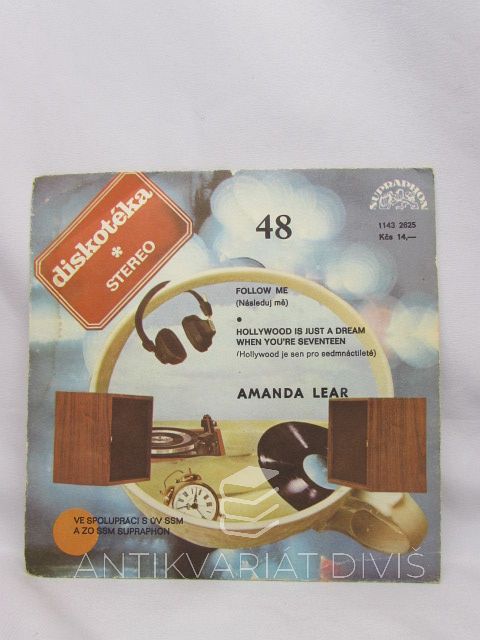 diskotéka
*
STEREO
48
SUPRAPHON
1143 2625
Kčs 14,—
FOLLOW ME
(Následuj mě)
•
HOLLYWOOD IS JUST A DREAM
WHEN YOU'RE SEVENTEEN
(Hollywood je sen pro sedmnáctileté)
AMANDA LEAR
VE SPOLUPRÁCI S ÚV SSM
A ZO SSM SUPRAPHON
ANTIKVARIÁT DIVIŠ